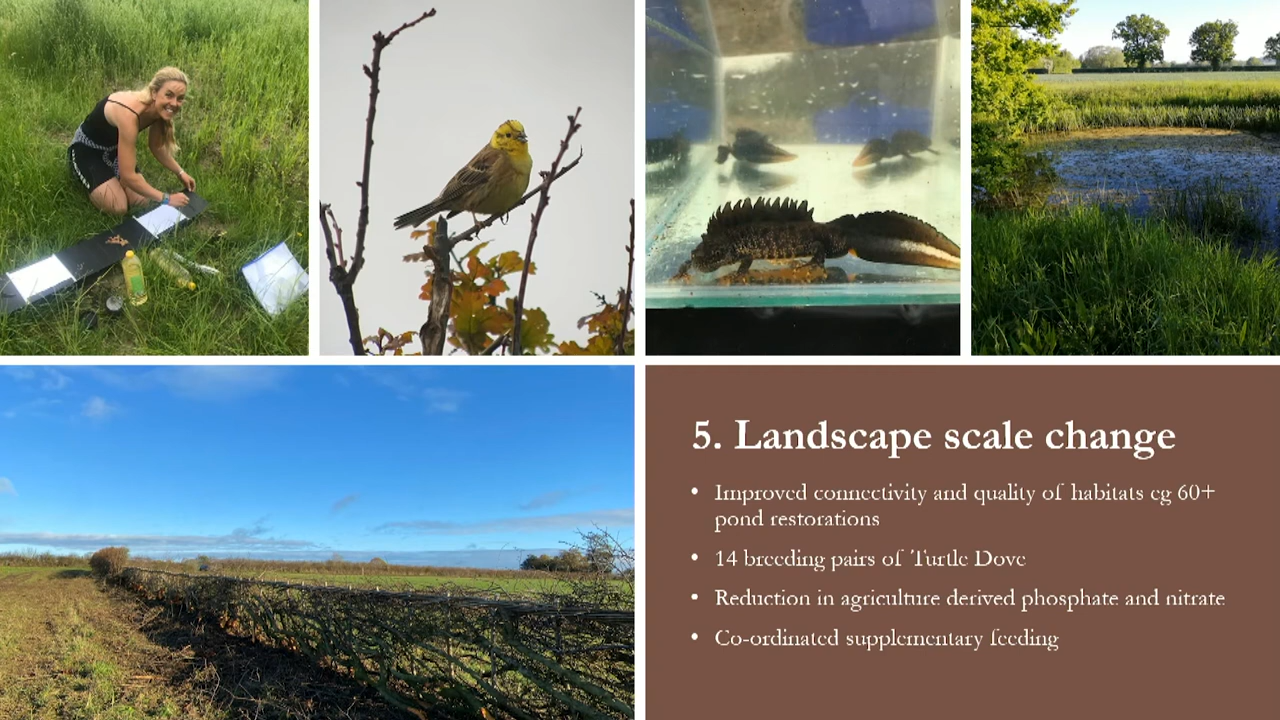 5. Landscape scale change
• Improved connectivity and quality of habitats eg 60+
pond restorations
• 14 breeding pairs of Turtle Dove
• Reduction in agriculture derived phosphate and nitrate
• Co-ordinated supplementary feeding